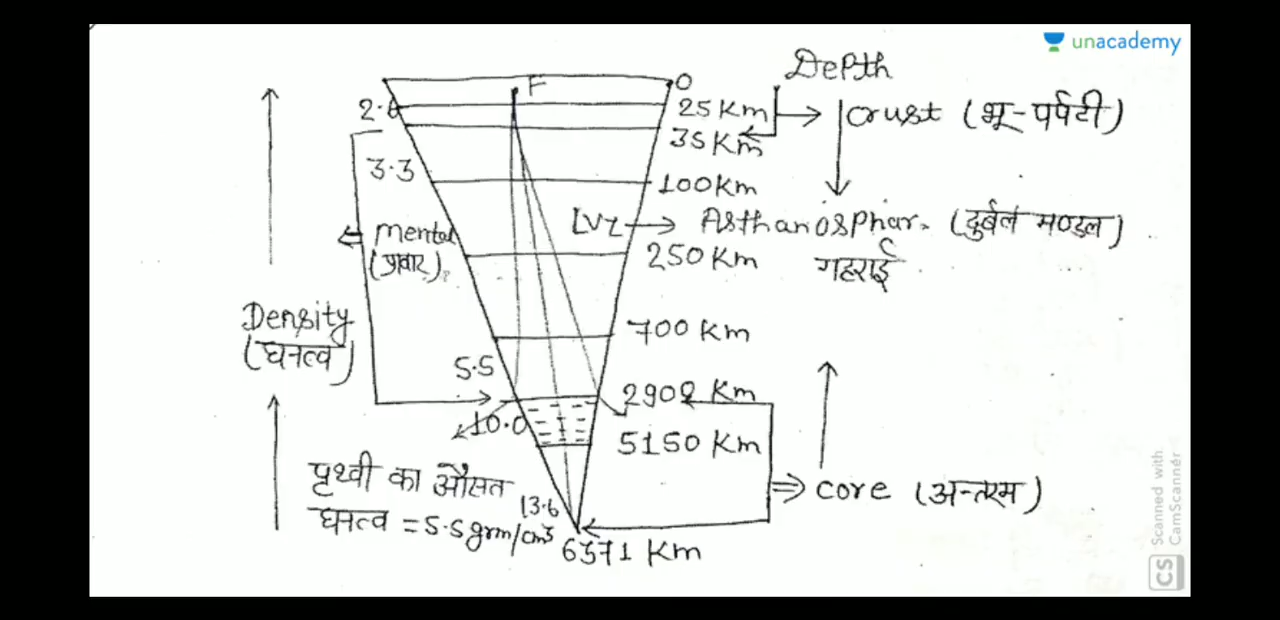 unacademy
Depth
0
F
2.6
25 Km
crust (भू-पर्पटी)
35 Km
3.3
100 Km
LVZ
Asthanosphar. (दुर्बल मण्डल)
mental
(प्रावार)
250 Km
गहराई
Density
(घनत्व)
700 Km
5.5
2902 Km
10.0
5150 Km
पृथ्वी का औसत
घनत्व = 5.5 grm/cm³
13.6
core (अन्तरम)
6371 Km
Scanned with
CamScanner
CS